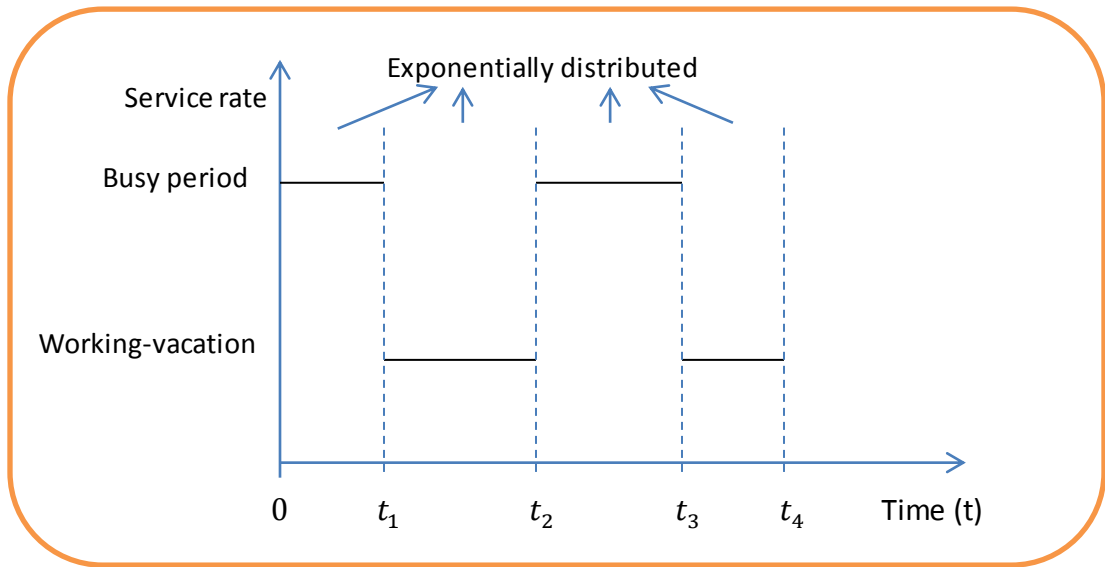 Exponentially distributed
Service rate
Busy period
Working-vacation
0 t₁ t₂ t₃ t₄ Time (t)